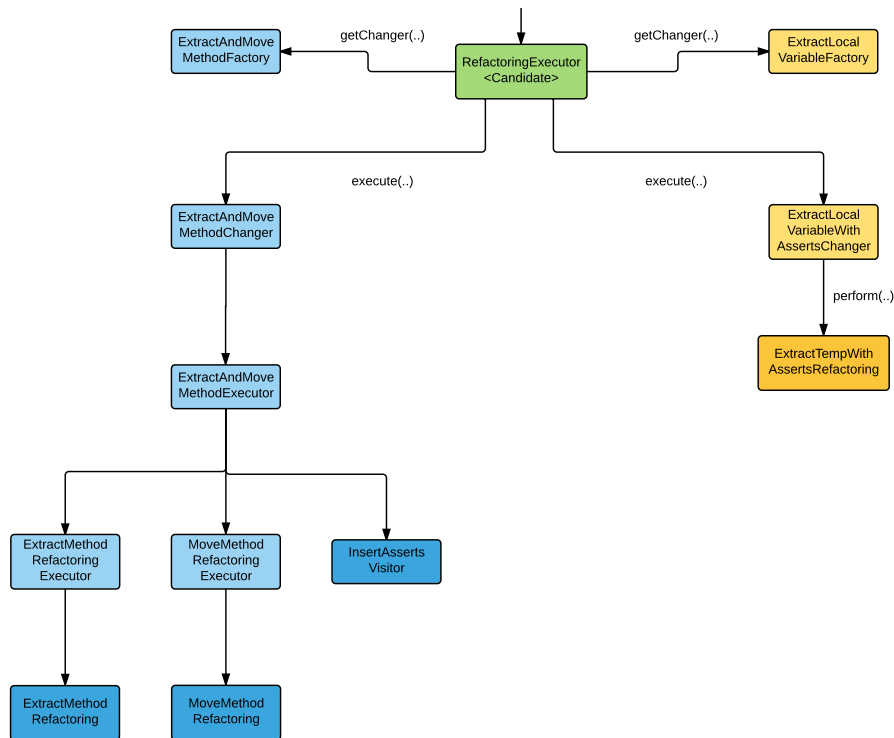 getChanger(..)
getChanger(..)
ExtractAndMove
MethodFactory
RefactoringExecutor
<Candidate>
ExtractLocal
VariableFactory
execute(..)
execute(..)
ExtractAndMove
MethodChanger
ExtractLocal
VariableWith
AssertsChanger
perform(..)
ExtractAndMove
MethodExecutor
ExtractTempWith
AssertsRefactoring
ExtractMethod
Refactoring
Executor
MoveMethod
Refactoring
Executor
InsertAsserts
Visitor
ExtractMethod
Refactoring
MoveMethod
Refactoring